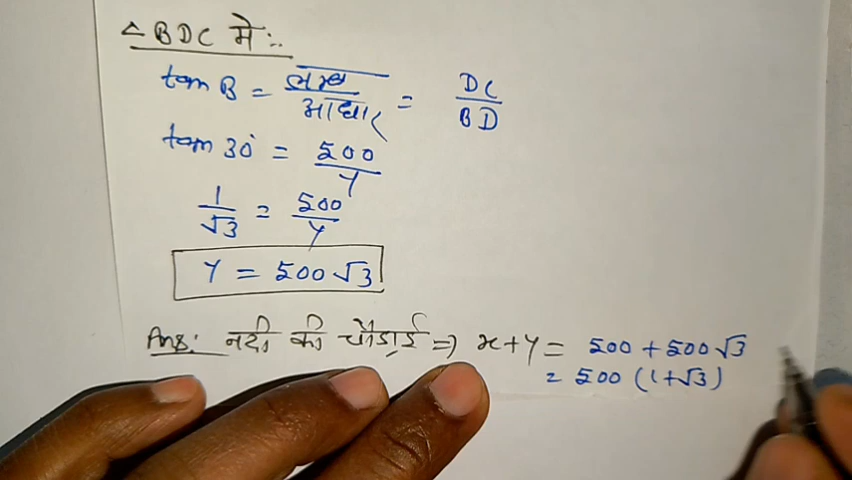 △BDC मे:-
tan B = लम्ब / आधार = DC / BD
tan 30° = 500 / Y
1 / √3 = 500 / Y
Y = 500√3
Ans: नदी की चौड़ाई ⇒ x+y = 500 + 500√3
= 500 (1+√3)